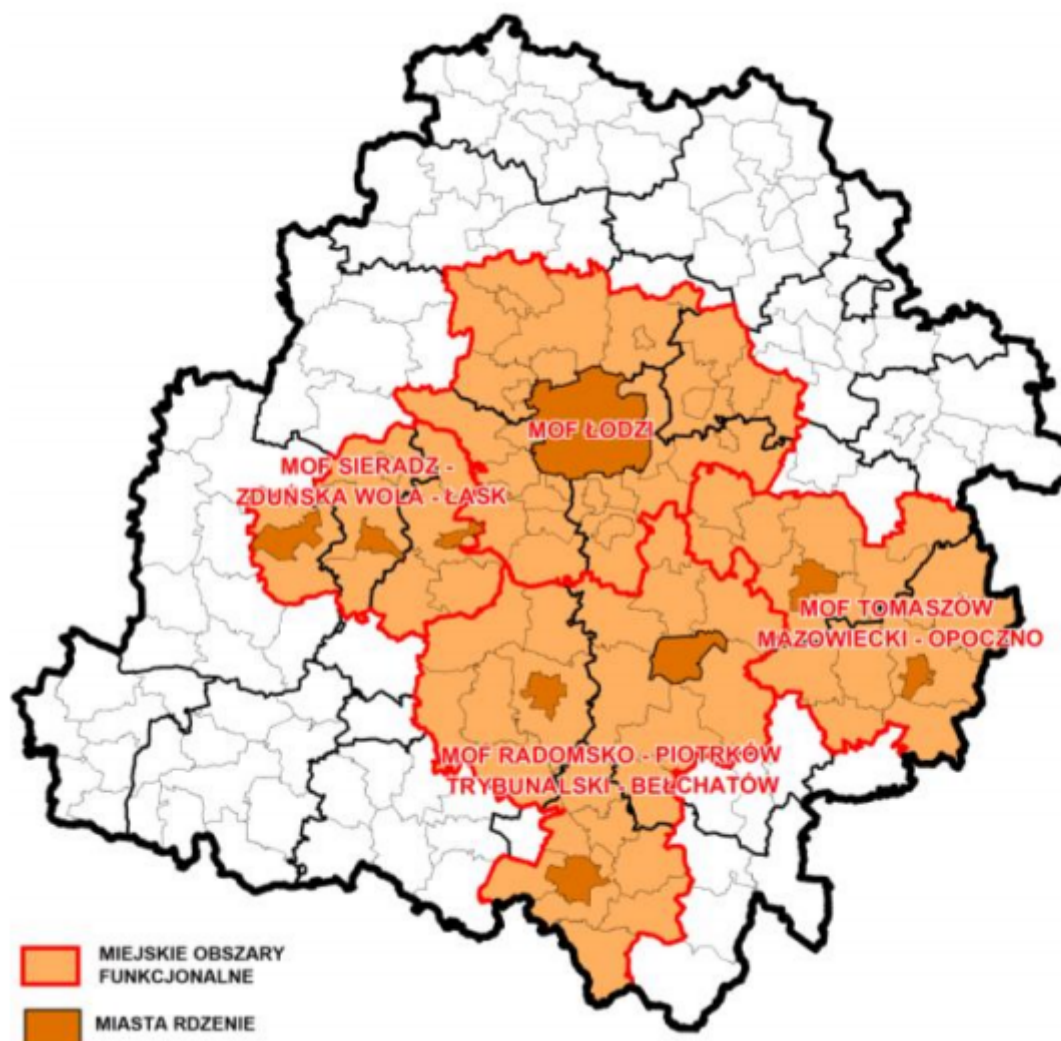 MOF ŁODZI
MOF SIERADZ -
ZDUŃSKA WOLA - ŁASK
MOF TOMASZÓW
MAZOWIECKI - OPOCZNO
MOF RADOMSKO - PIOTRKÓW
TRYBUNALSKI - BEŁCHATÓW
MIEJSKIE OBSZARY
FUNKCJONALNE
MIASTA RDZENIE